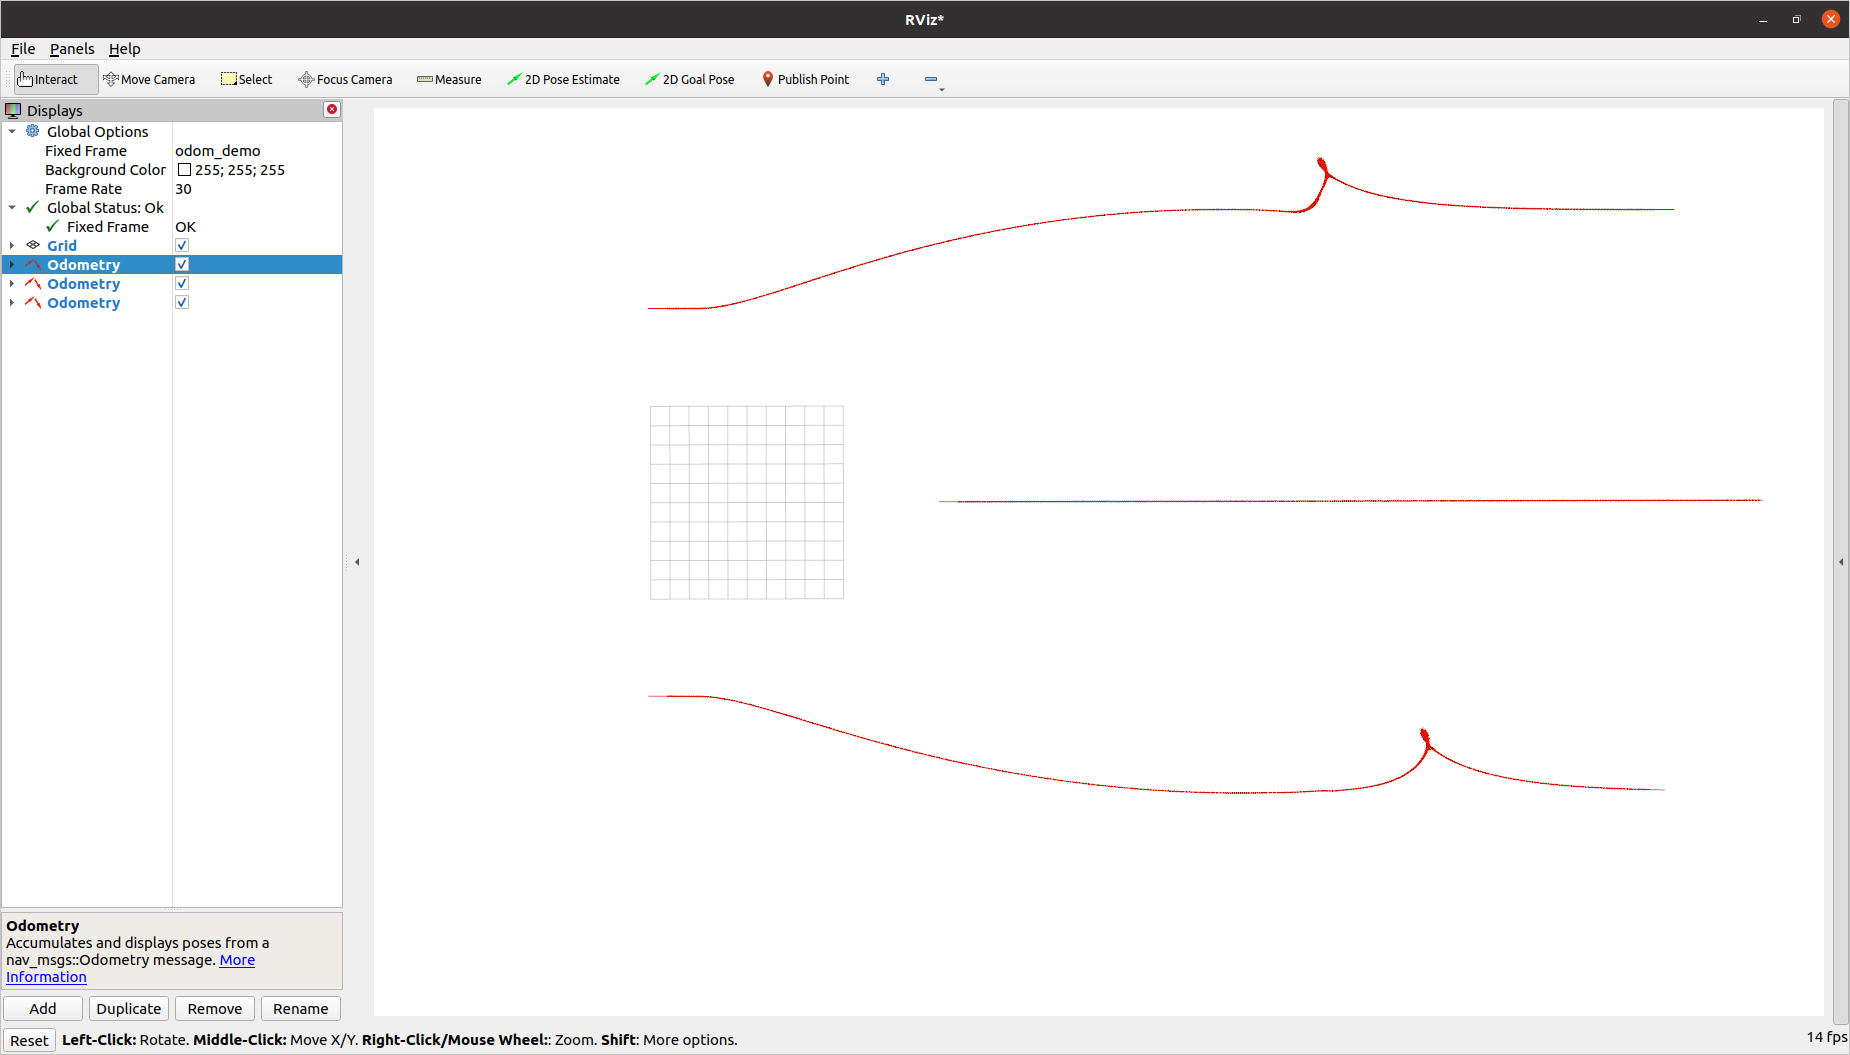 RViz*
File Panels Help
Interact Move Camera Select Focus Camera Measure 2D Pose Estimate 2D Goal Pose Publish Point
Displays
Global Options
Fixed Frame odom_demo
Background Color 255; 255; 255
Frame Rate 30
Global Status: Ok
Fixed Frame OK
Grid
Odometry
Odometry
Odometry
Odometry
Accumulates and displays poses from a
nav_msgs::Odometry message. More
Information
Add Duplicate Remove Rename
Reset Left-Click: Rotate. Middle-Click: Move X/Y. Right-Click/Mouse Wheel:: Zoom. Shift: More options. 14 fps